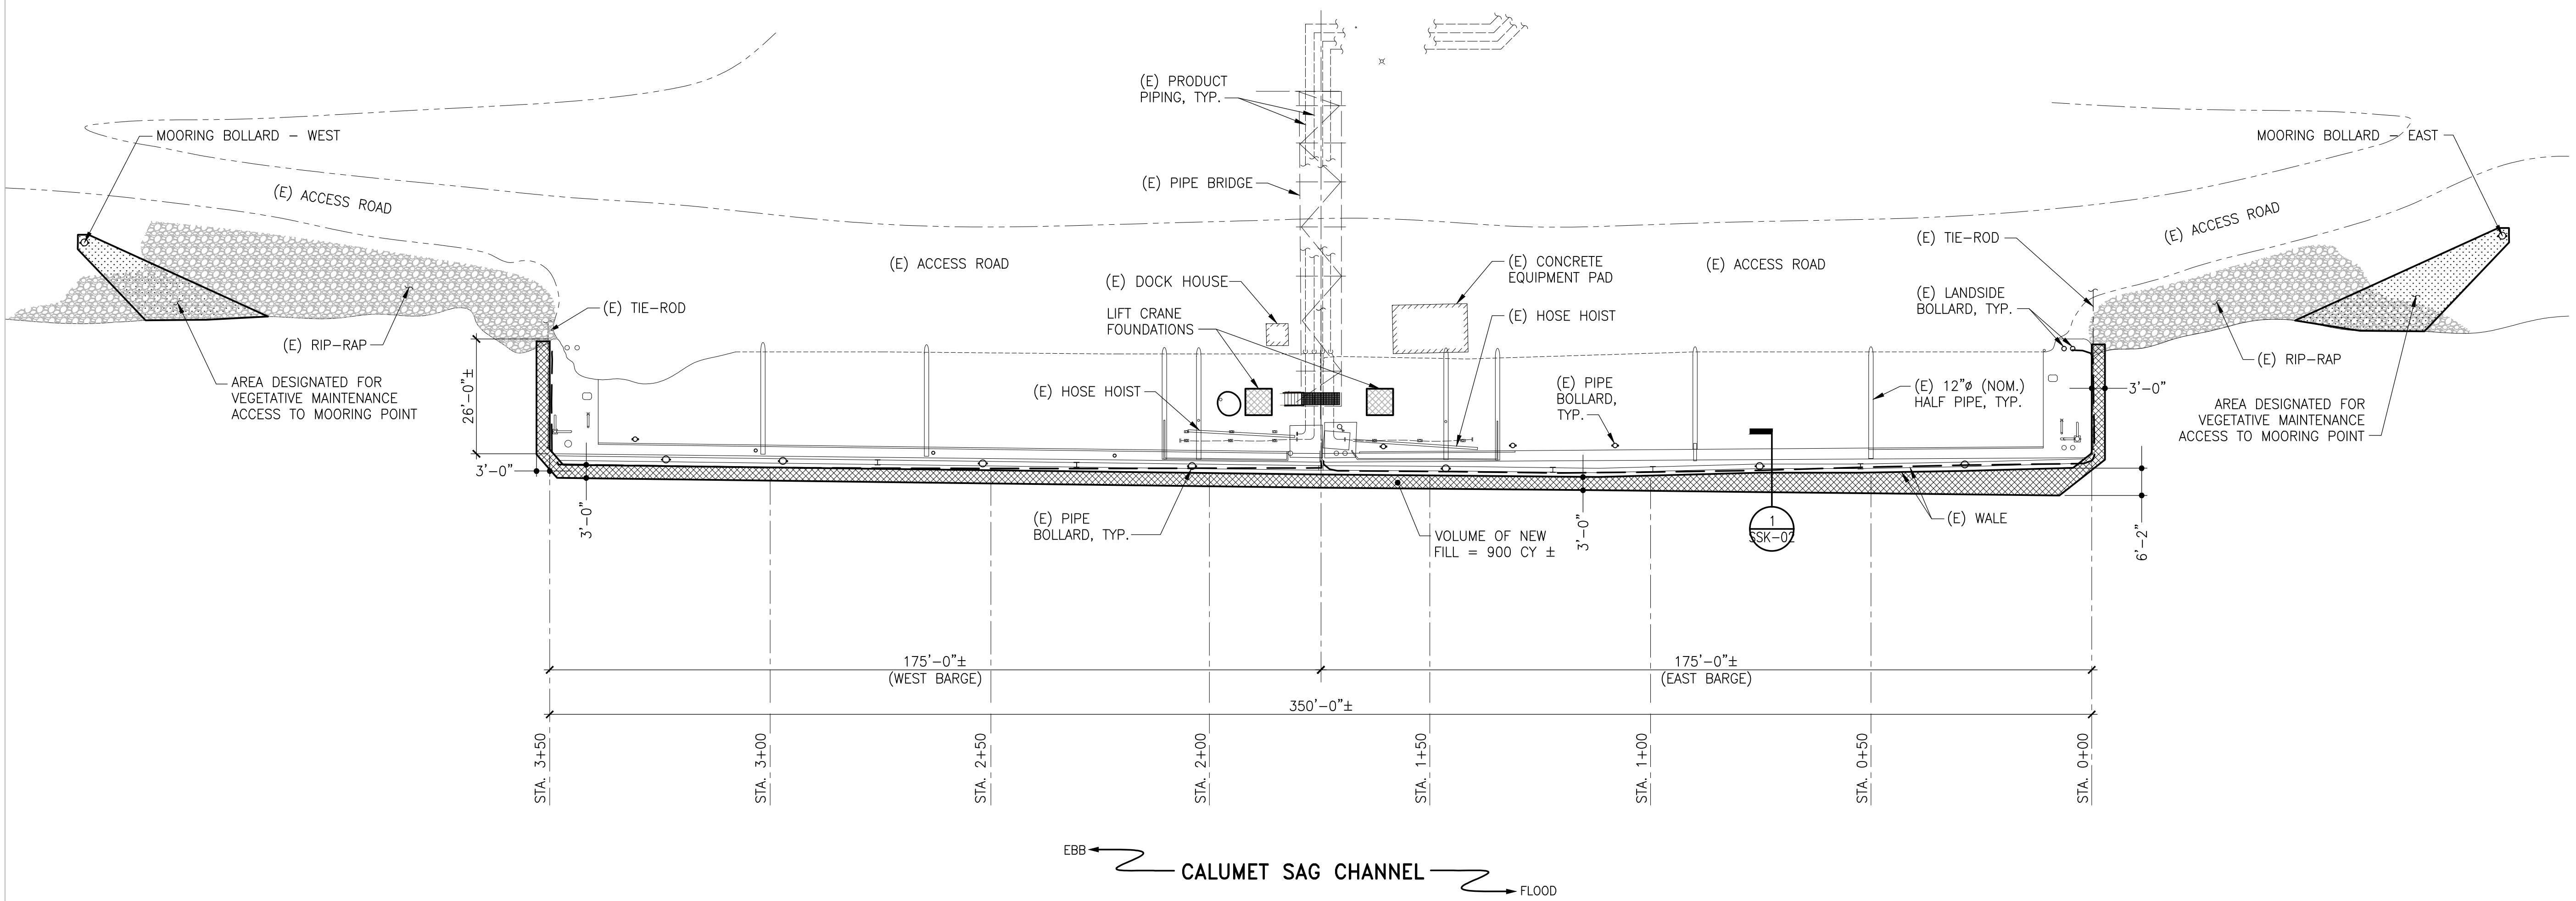 (E) PRODUCT
PIPING, TYP.
MOORING BOLLARD - WEST
MOORING BOLLARD - EAST
(E) PIPE BRIDGE
(E) ACCESS ROAD
(E) ACCESS ROAD
(E) TIE-ROD
(E) ACCESS ROAD
(E) ACCESS ROAD
(E) CONCRETE
EQUIPMENT PAD
(E) DOCK HOUSE
(E) LANDSIDE
BOLLARD, TYP.
(E) TIE-ROD
LIFT CRANE
FOUNDATIONS
(E) HOSE HOIST
(E) RIP-RAP
(E) RIP-RAP
AREA DESIGNATED FOR
VEGETATIVE MAINTENANCE
ACCESS TO MOORING POINT
26'-0"±
(E) HOSE HOIST
(E) PIPE
BOLLARD,
TYP.
(E) 12"ø (NOM.)
HALF PIPE, TYP.
3'-0"
AREA DESIGNATED FOR
VEGETATIVE MAINTENANCE
ACCESS TO MOORING POINT
3'-0"
3'-0"
(E) PIPE
BOLLARD, TYP.
VOLUME OF NEW
FILL = 900 CY ±
3'-0"
1
SSK-02
(E) WALE
6'-2"
175'-0"±
(WEST BARGE)
175'-0"±
(EAST BARGE)
350'-0"±
STA. 3+50
STA. 3+00
STA. 2+50
STA. 2+00
STA. 1+50
STA. 1+00
STA. 0+50
STA. 0+00
EBB
CALUMET SAG CHANNEL
FLOOD